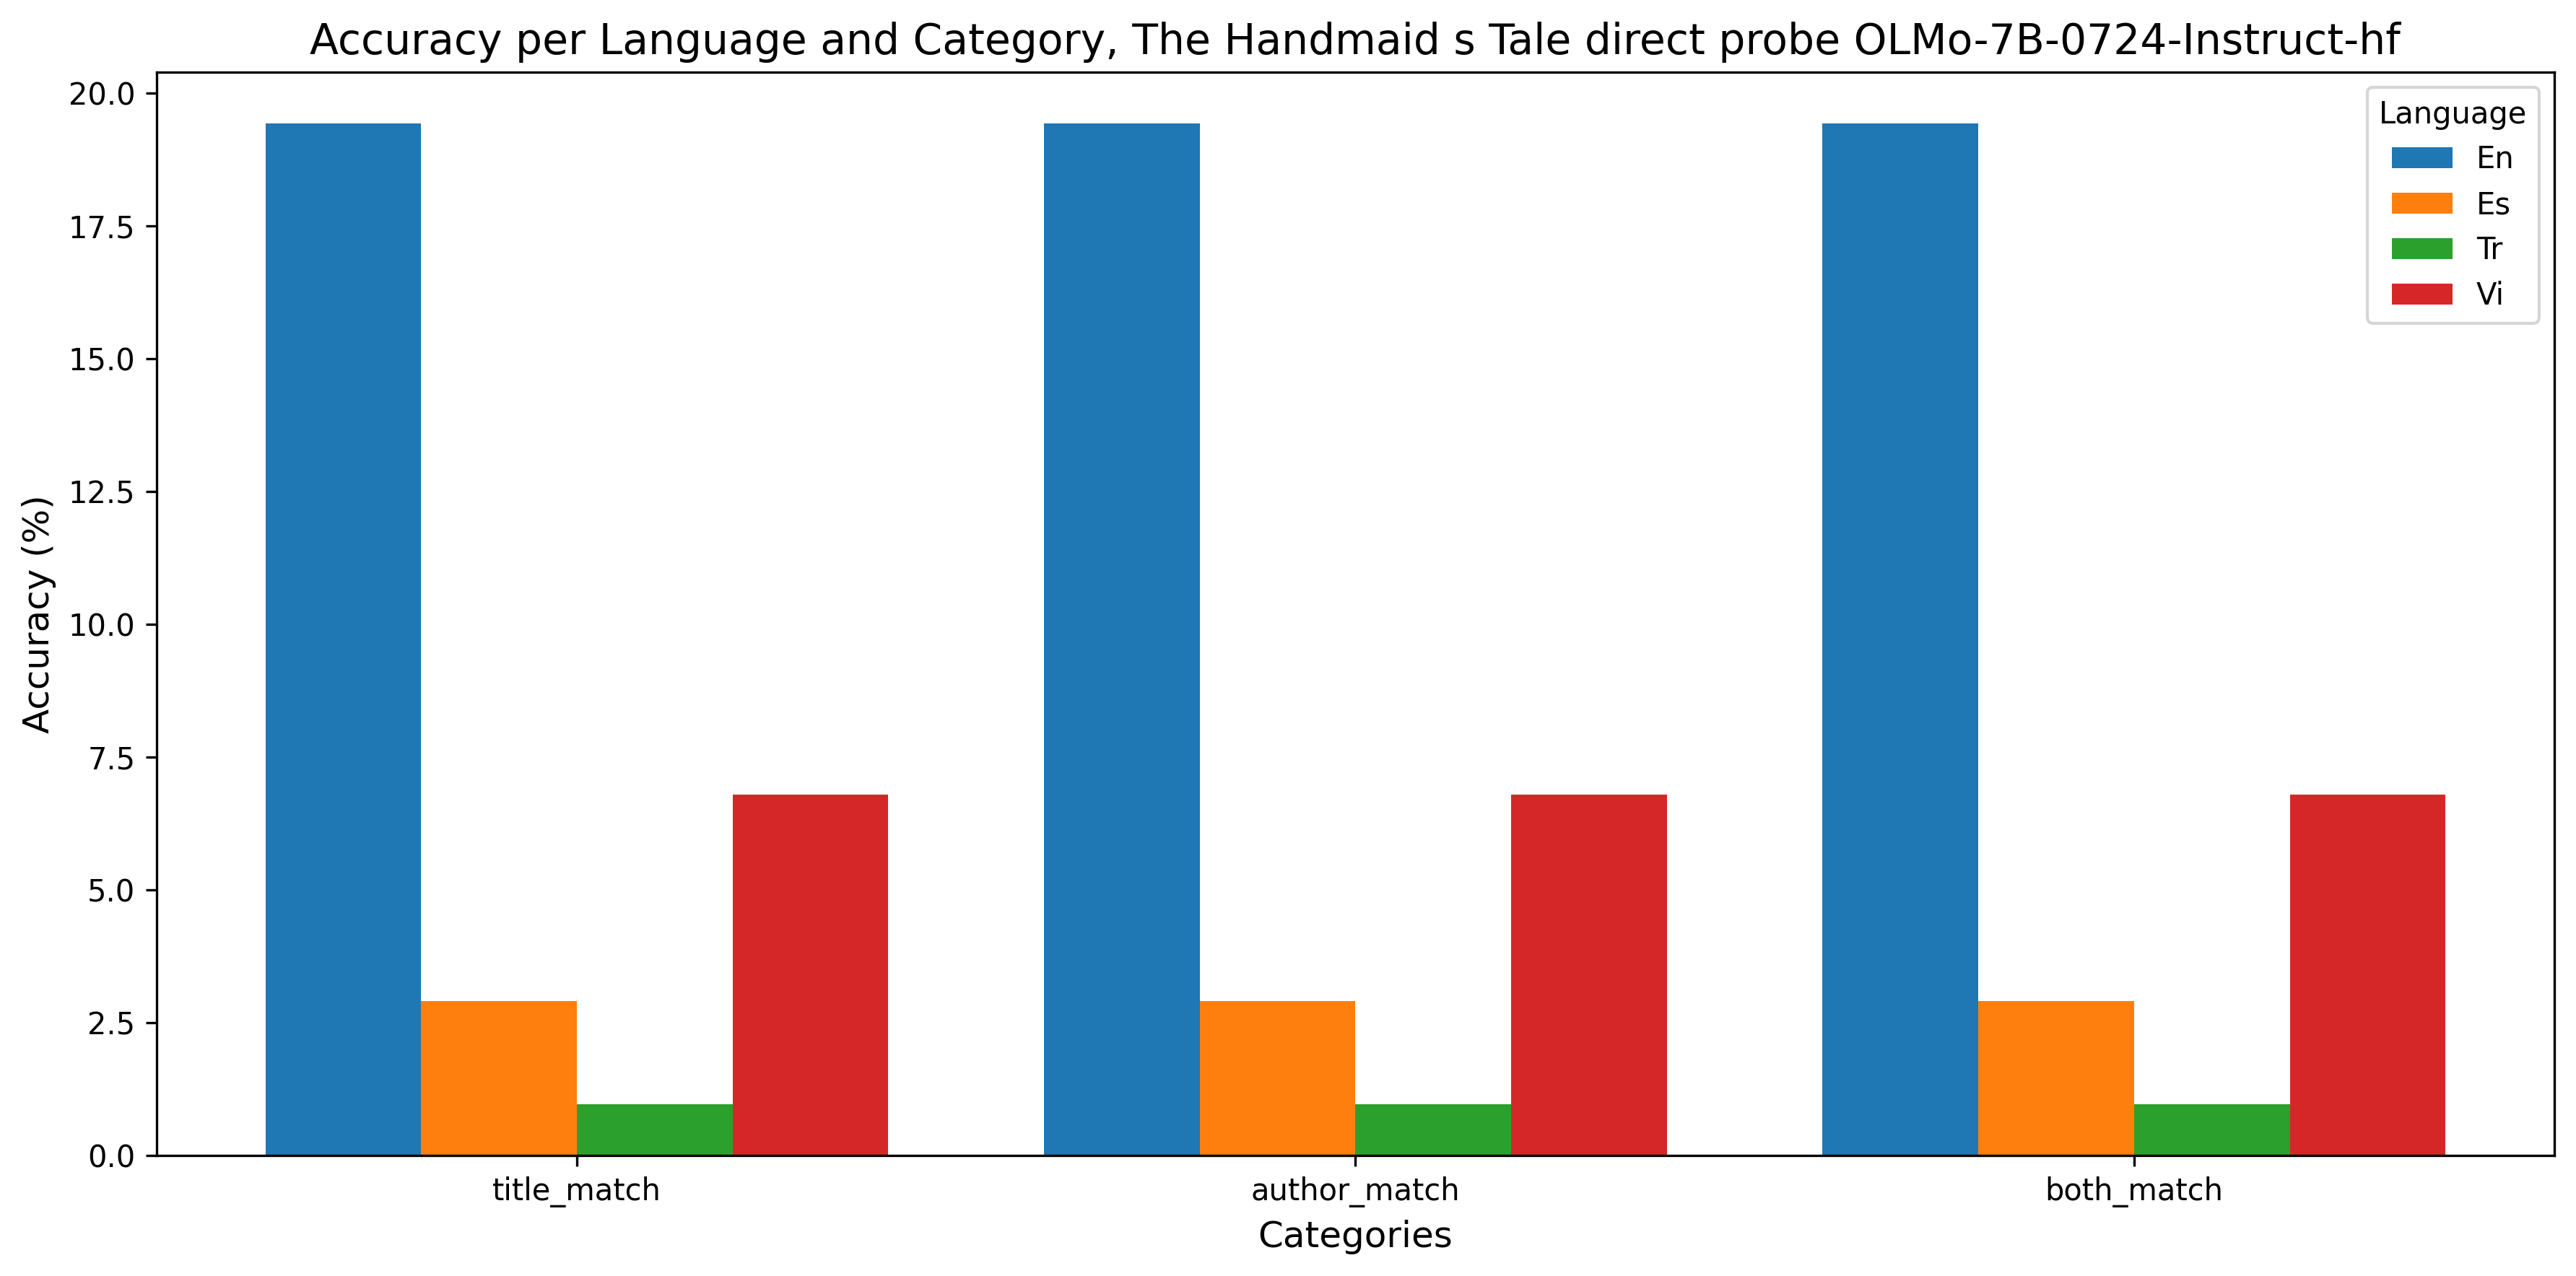 Accuracy per Language and Category, The Handmaid s Tale direct probe OLMo-7B-0724-Instruct-hf
Accuracy (%)
20.0
17.5
15.0
12.5
10.0
7.5
5.0
2.5
0.0
Language
En
Es
Tr
Vi
title_match
author_match
both_match
Categories